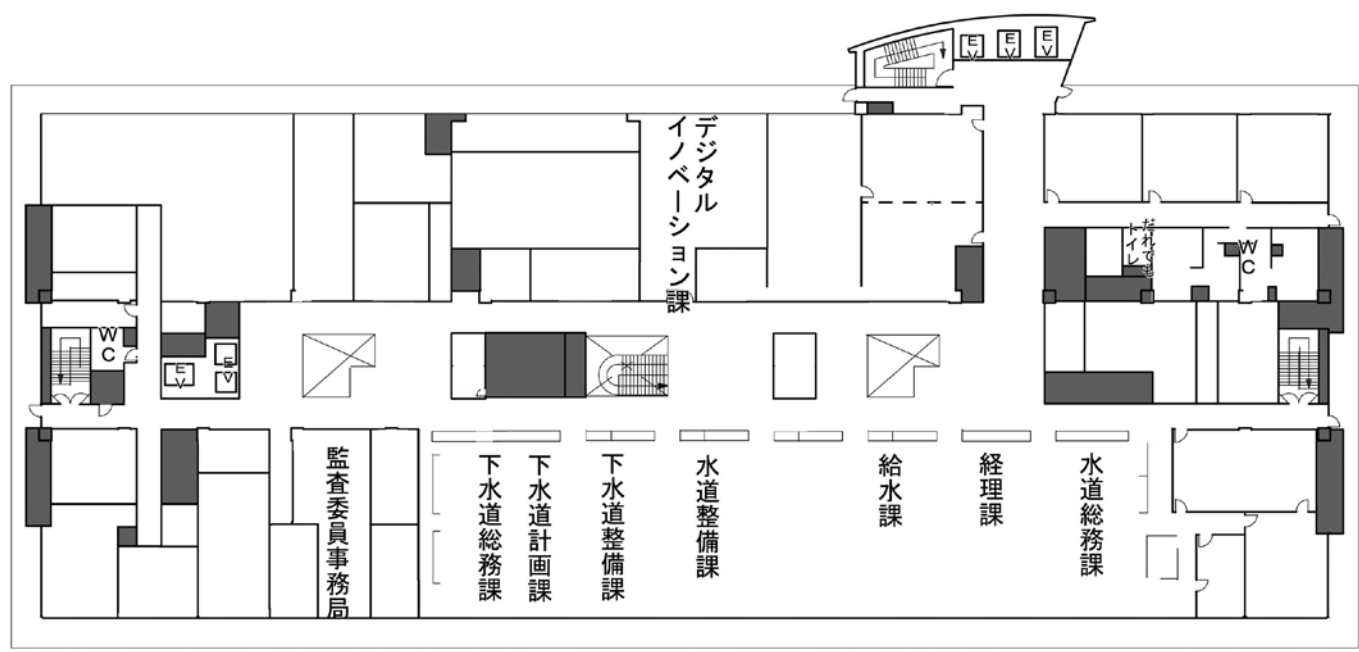 EV
EV
EV
デジタル
イノベーション課
だれでも
トイレ
WC
WC
EV
EV
監査委員事務局
下水道総務課
下水道計画課
下水道整備課
水道整備課
給水課
経理課
水道総務課